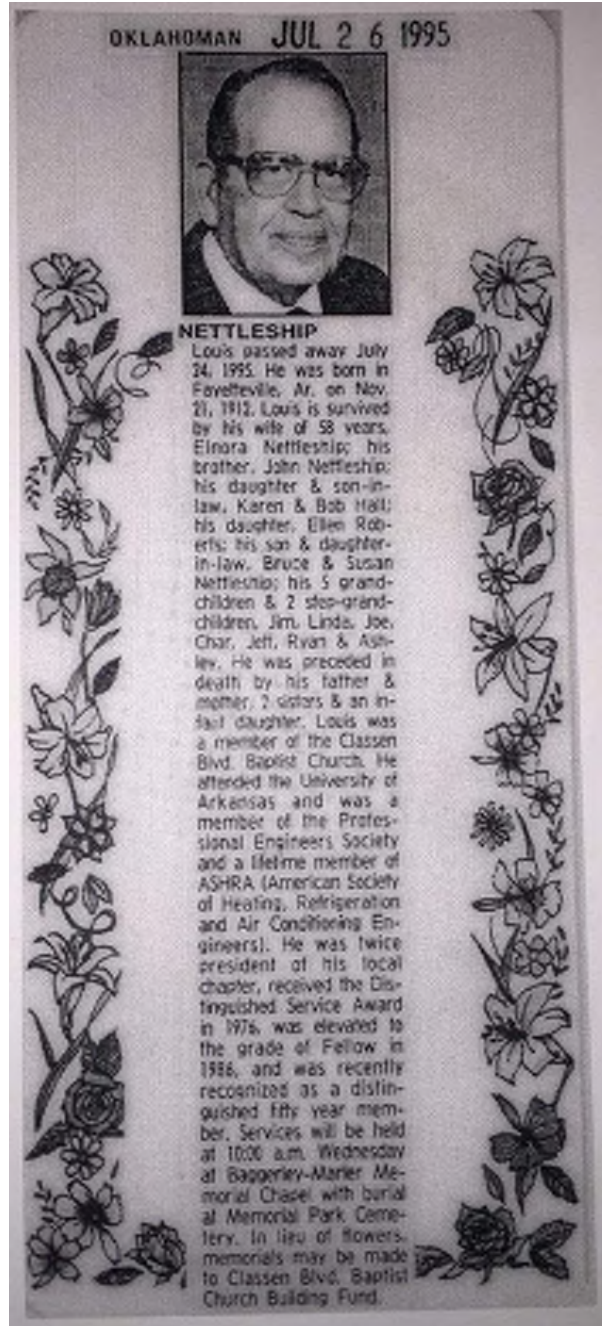 OKLAHOMAN JUL 26 1995
NETTLESHIP
Louis passed away July
24, 1995. He was born in
Fayetteville, Ar. on Nov.
21, 1912. Louis is survived
by his wife of 58 years,
Elnora Nettleship; his
brother, John Nettleship;
his daughter & son-in-
law, Karen & Bob Hall;
his daughter, Ellen Rob-
erts; his son & daughter-
in-law, Bruce & Susan
Nettleship; his 5 grand-
children & 2 step-grand-
children, Jim, Linda, Joe,
Char, Jeff, Ryan & Ash-
ley. He was preceded in
death by his father &
mother, 2 sisters & an in-
fant daughter. Louis was
a member of the Classen
Blvd. Baptist Church. He
attended the University of
Arkansas and was a
member of the Profes-
sional Engineers Society
and a lifetime member of
ASHRA (American Society
of Heating, Refrigeration
and Air Conditioning En-
gineers). He was twice
president of his local
chapter, received the Dis-
tinguished Service Award
in 1976, was elevated to
the grade of Fellow in
1986, and was recently
recognized as a distin-
guished fifty year mem-
ber. Services will be held
at 10:00 a.m. Wednesday
at Baggerley-Marler Me-
morial Chapel with burial
at Memorial Park Ceme-
tery. In lieu of flowers,
memorials may be made
to Classen Blvd. Baptist
Church Building Fund.